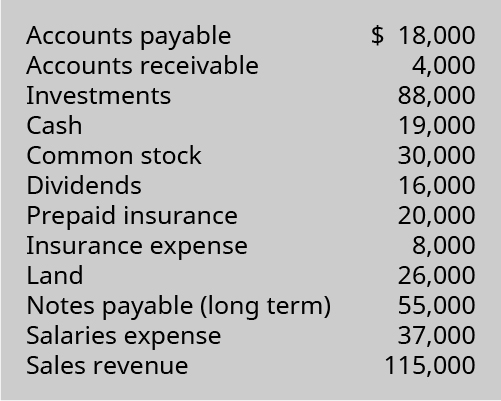 Accounts payable $ 18,000
Accounts receivable 4,000
Investments 88,000
Cash 19,000
Common stock 30,000
Dividends 16,000
Prepaid insurance 20,000
Insurance expense 8,000
Land 26,000
Notes payable (long term) 55,000
Salaries expense 37,000
Sales revenue 115,000